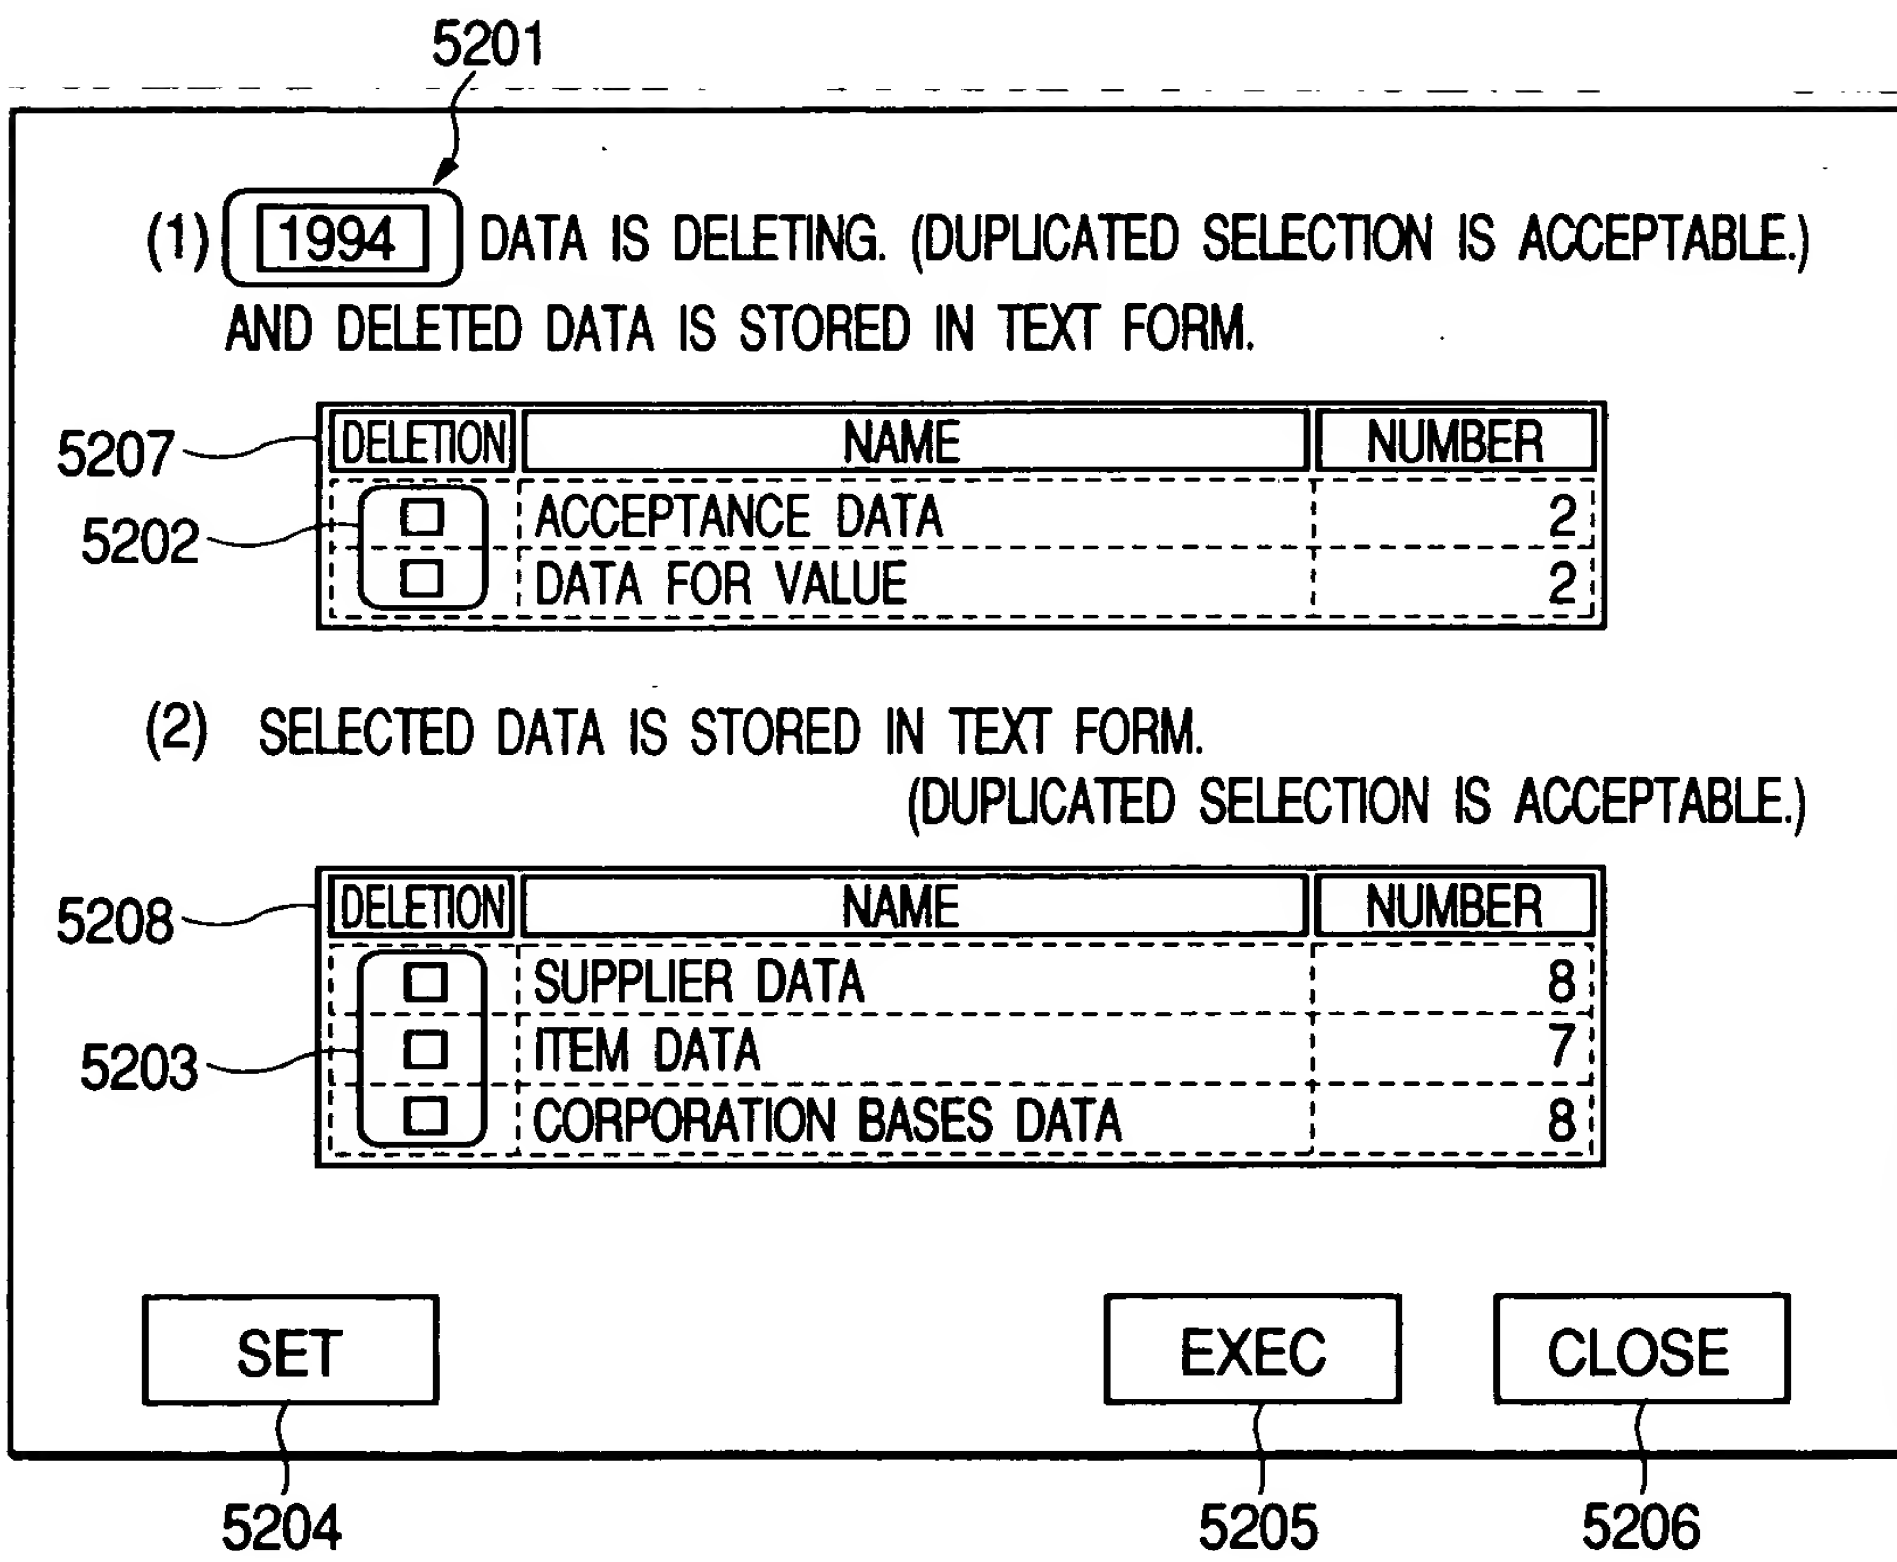 5201
(1) 1994 DATA IS DELETING. (DUPLICATED SELECTION IS ACCEPTABLE.)
AND DELETED DATA IS STORED IN TEXT FORM.
5207 DELETION NAME NUMBER
5202 ACCEPTANCE DATA 2
DATA FOR VALUE 2
(2) SELECTED DATA IS STORED IN TEXT FORM.
(DUPLICATED SELECTION IS ACCEPTABLE.)
5208 DELETION NAME NUMBER
SUPPLIER DATA 8
5203 ITEM DATA 7
CORPORATION BASES DATA 8
SET EXEC CLOSE
5204 5205 5206